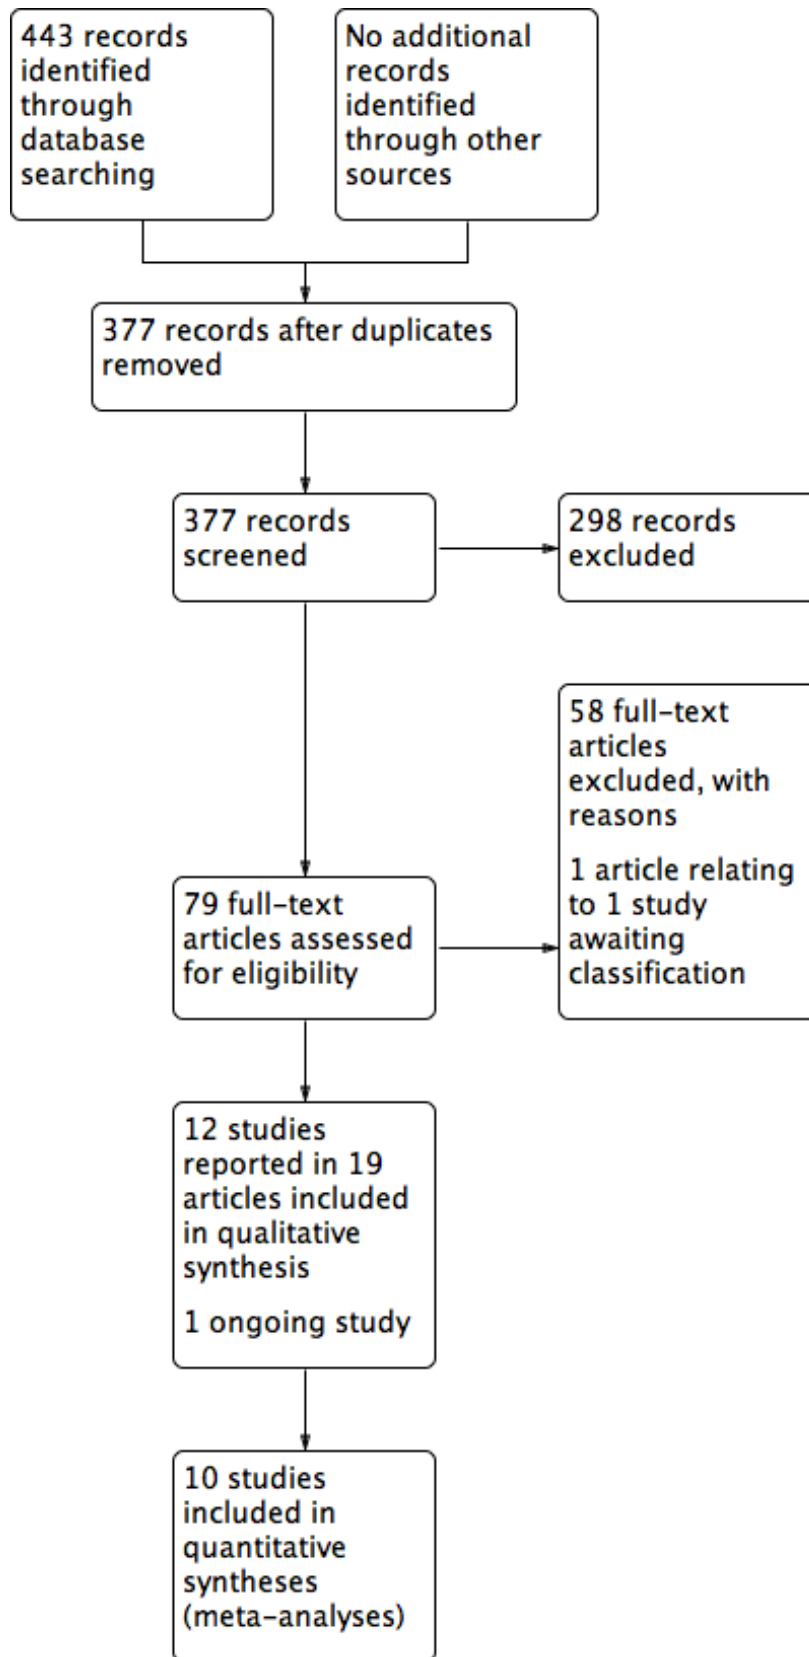 443 records
identified
through
database
searching
No additional
records
identified
through other
sources
377 records after duplicates
removed
377 records
screened
298 records
excluded
58 full-text
articles
excluded, with
reasons
1 article relating
to 1 study
awaiting
classification
79 full-text
articles assessed
for eligibility
12 studies
reported in 19
articles included
in qualitative
synthesis
1 ongoing study
10 studies
included in
quantitative
syntheses
(meta-analyses)